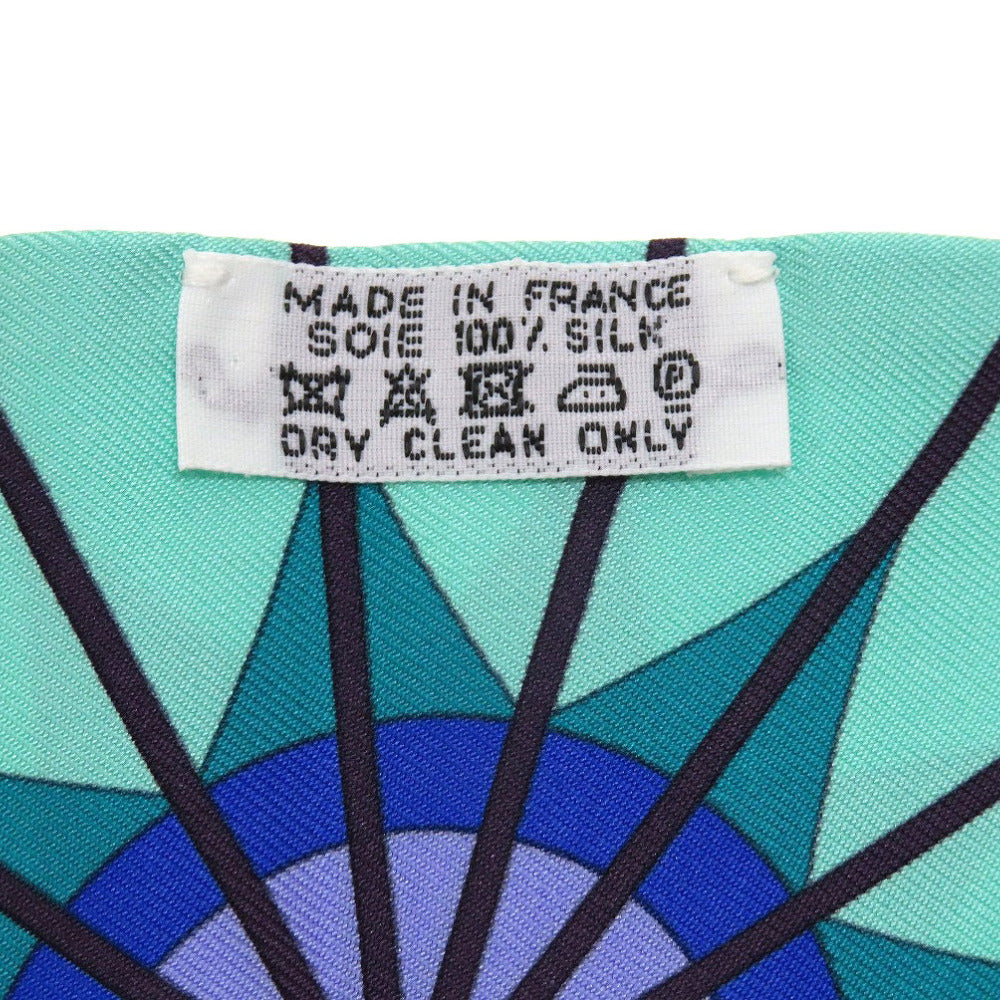 MADE IN FRANCE
SOIE 100% SILK
P
DRY CLEAN ONLY